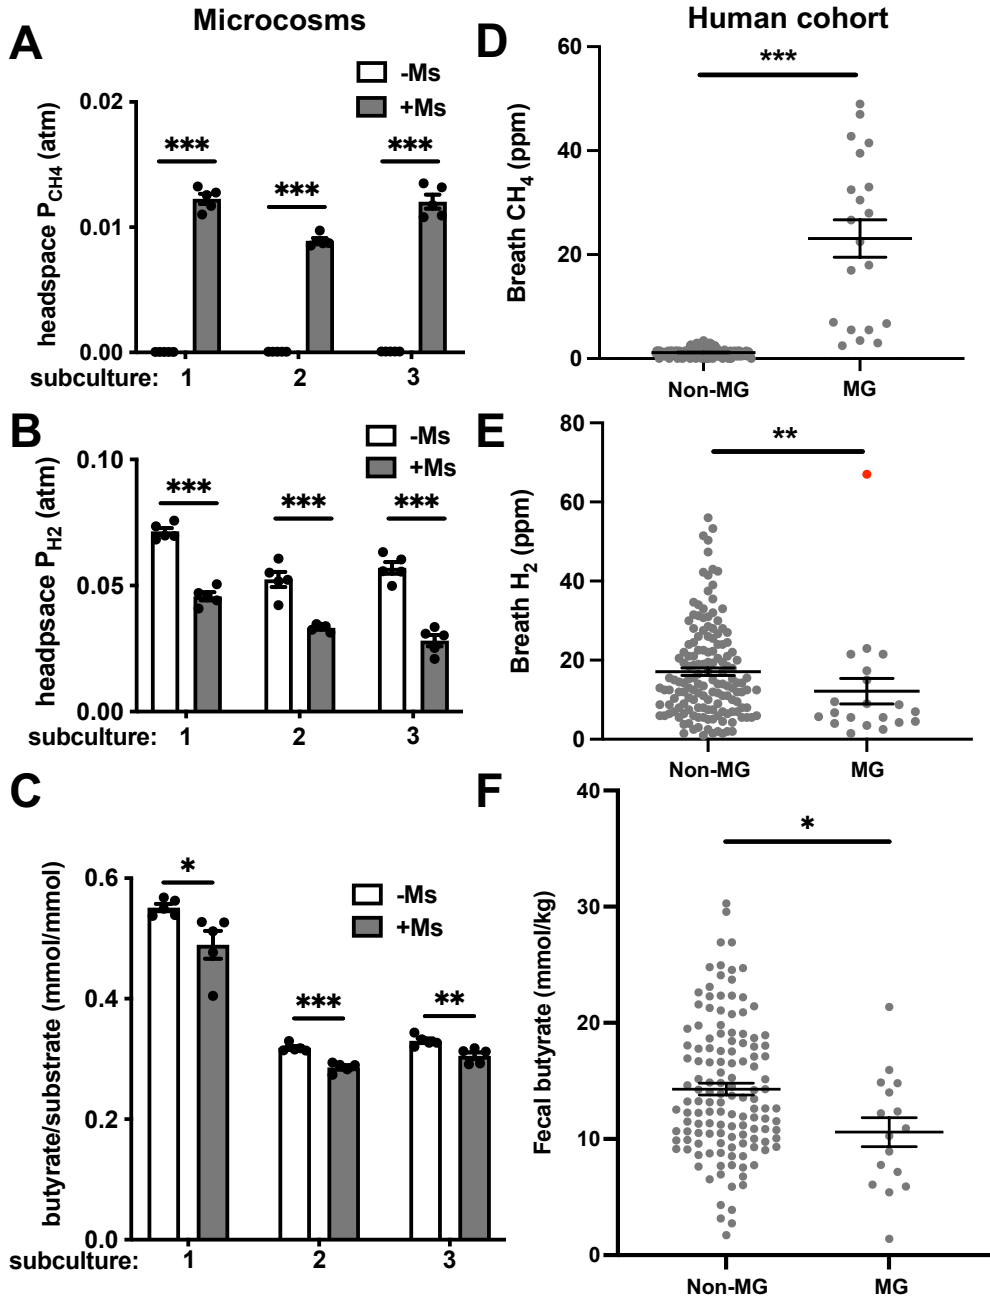 Microcosms
Human cohort
A
-Ms
+Ms
headspace P_CH4 (atm)
0.02
0.01
0.00
***
***
***
subculture: 1 2 3
B
-Ms
+Ms
headpsace P_H2 (atm)
0.10
0.05
0.00
***
***
***
subculture: 1 2 3
C
-Ms
+Ms
butyrate/substrate (mmol/mmol)
0.6
0.4
0.2
0.0
*
***
**
subculture: 1 2 3
D
Breath CH4 (ppm)
60
40
20
0
***
Non-MG MG
E
Breath H2 (ppm)
80
60
40
20
0
**
Non-MG MG
F
Fecal butyrate (mmol/kg)
40
30
20
10
0
*
Non-MG MG